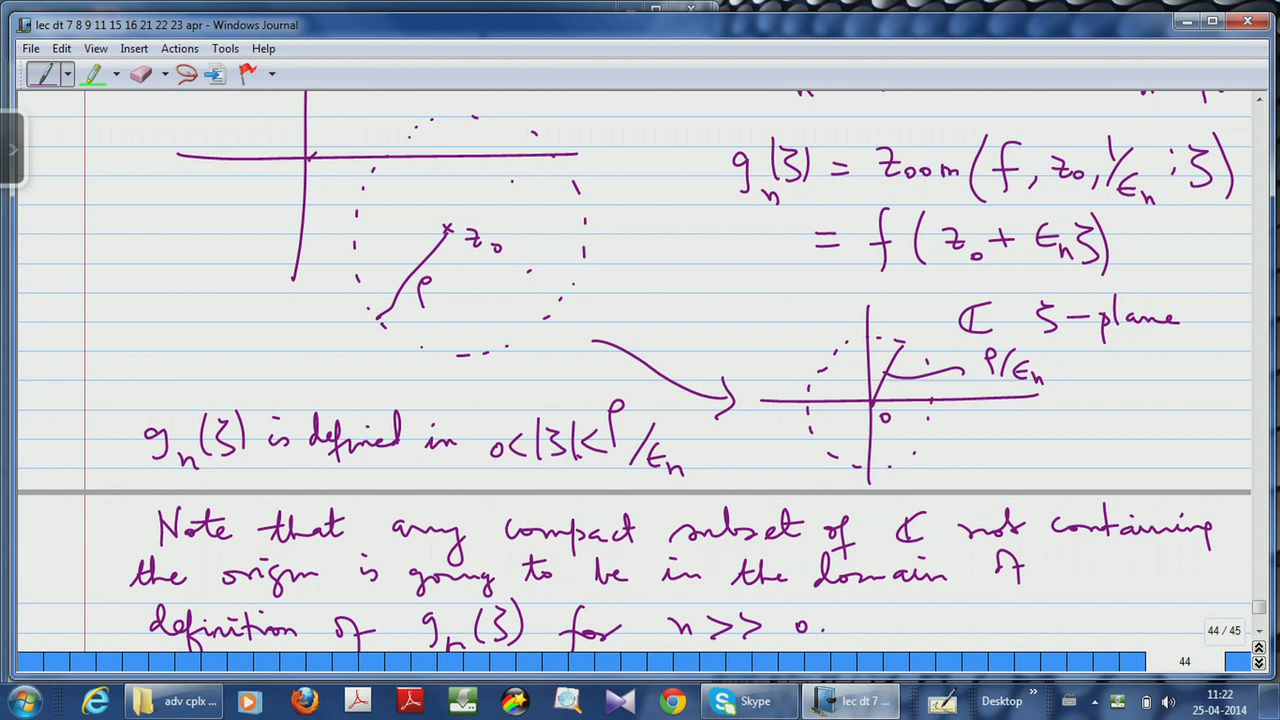 lec dt 7 8 9 11 15 16 21 22 23 apr - Windows Journal
File Edit View Insert Actions Tools Help
g_n(ζ) = Zoom(f, z_0, 1/ε_n ; ζ)
= f(z_0 + ε_n ζ)
z_0
ρ
ℂ ζ-plane
ρ/ε_n
0
g_n(ζ) is defined in 0<|ζ|<ρ/ε_n
Note that any compact subset of ℂ not containing
the origin is going to be in the domain of
definition of g_n(ζ) for n >> 0.
44 / 45
44
adv cplx ...
Skype
lec dt 7 ...
Desktop
11:22
25-04-2014